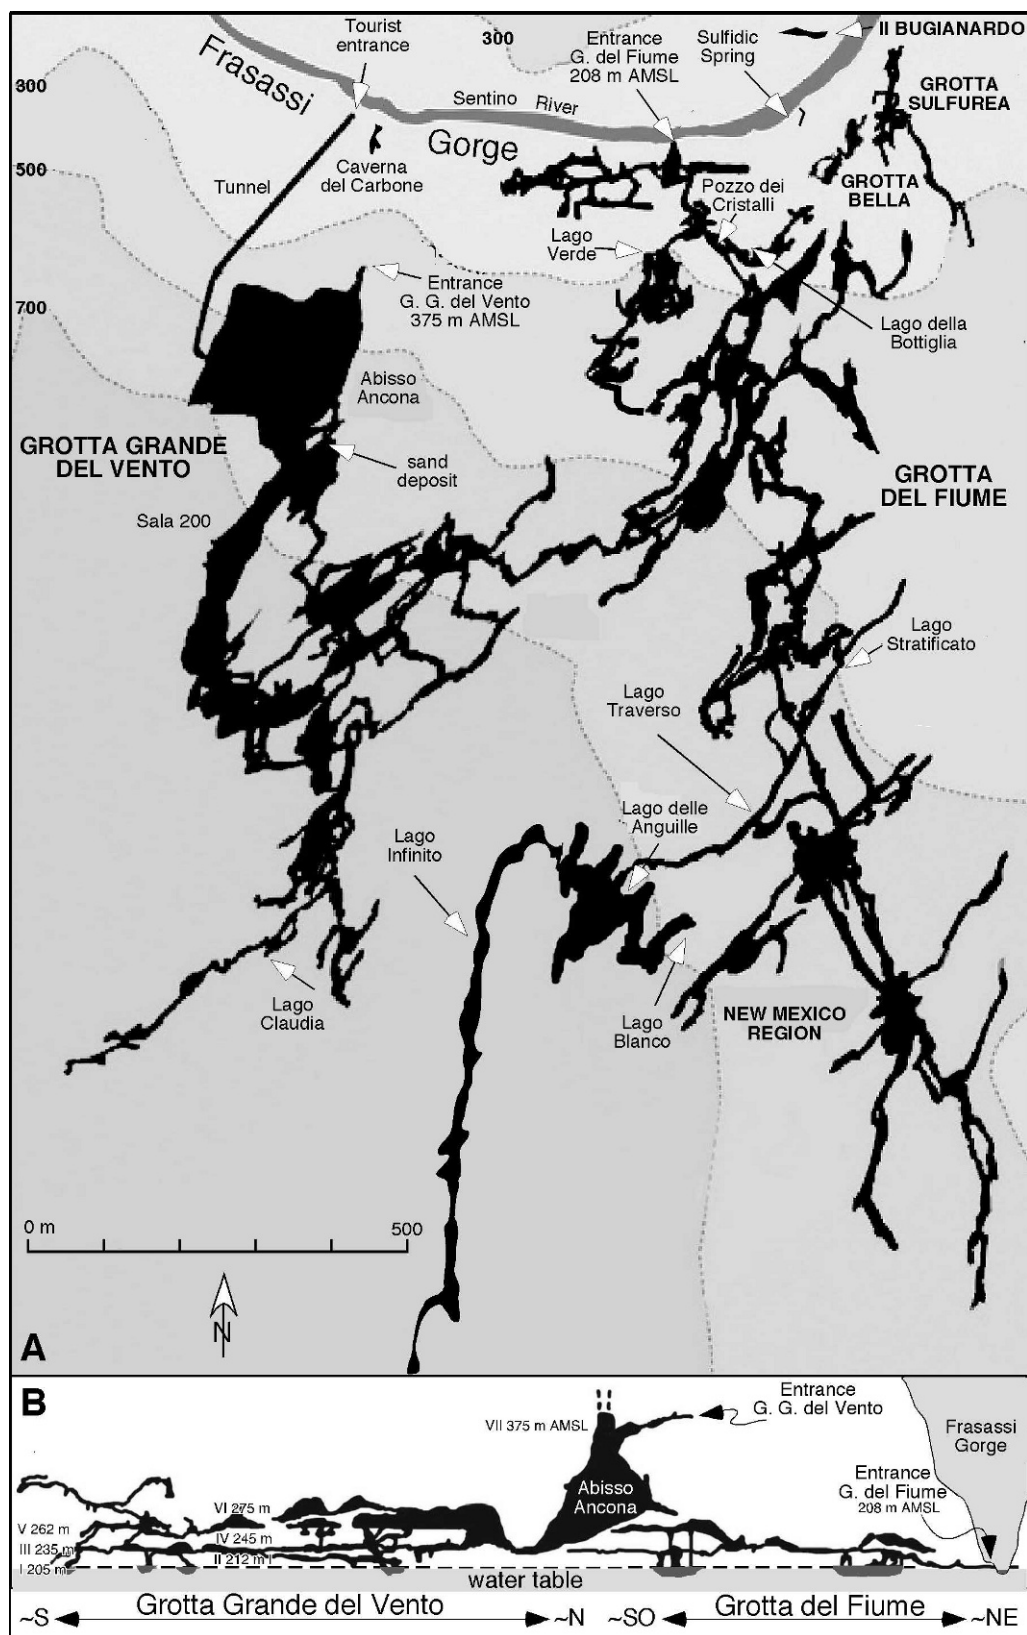 Tourist
entrance
300
Entrance
G. del Fiume
208 m AMSL
Sulfidic
Spring
Il BUGIANARDO
Frasassi
300
GROTTA
SULFUREA
Sentino River
Gorge
500
Tunnel
Caverna
del Carbone
Pozzo dei
Cristalli
GROTTA
BELLA
Lago
Verde
Entrance
G. G. del Vento
375 m AMSL
700
Lago della
Bottiglia
Abisso
Ancona
GROTTA GRANDE
DEL VENTO
sand
deposit
GROTTA
DEL FIUME
Sala 200
Lago
Stratificato
Lago
Traverso
Lago delle
Anguille
Lago
Infinito
Lago
Claudia
Lago
Blanco
NEW MEXICO
REGION
0 m
500
N
A
B
Entrance
G. G. del Vento
VII 375 m AMSL
Frasassi
Gorge
Abisso
Ancona
Entrance
G. del Fiume
208 m AMSL
VI 275 m
V 262 m
IV 245 m
III 235 m
II 212 m
I 205 m
water table
~S
Grotta Grande del Vento
~N
~SO
Grotta del Fiume
~NE